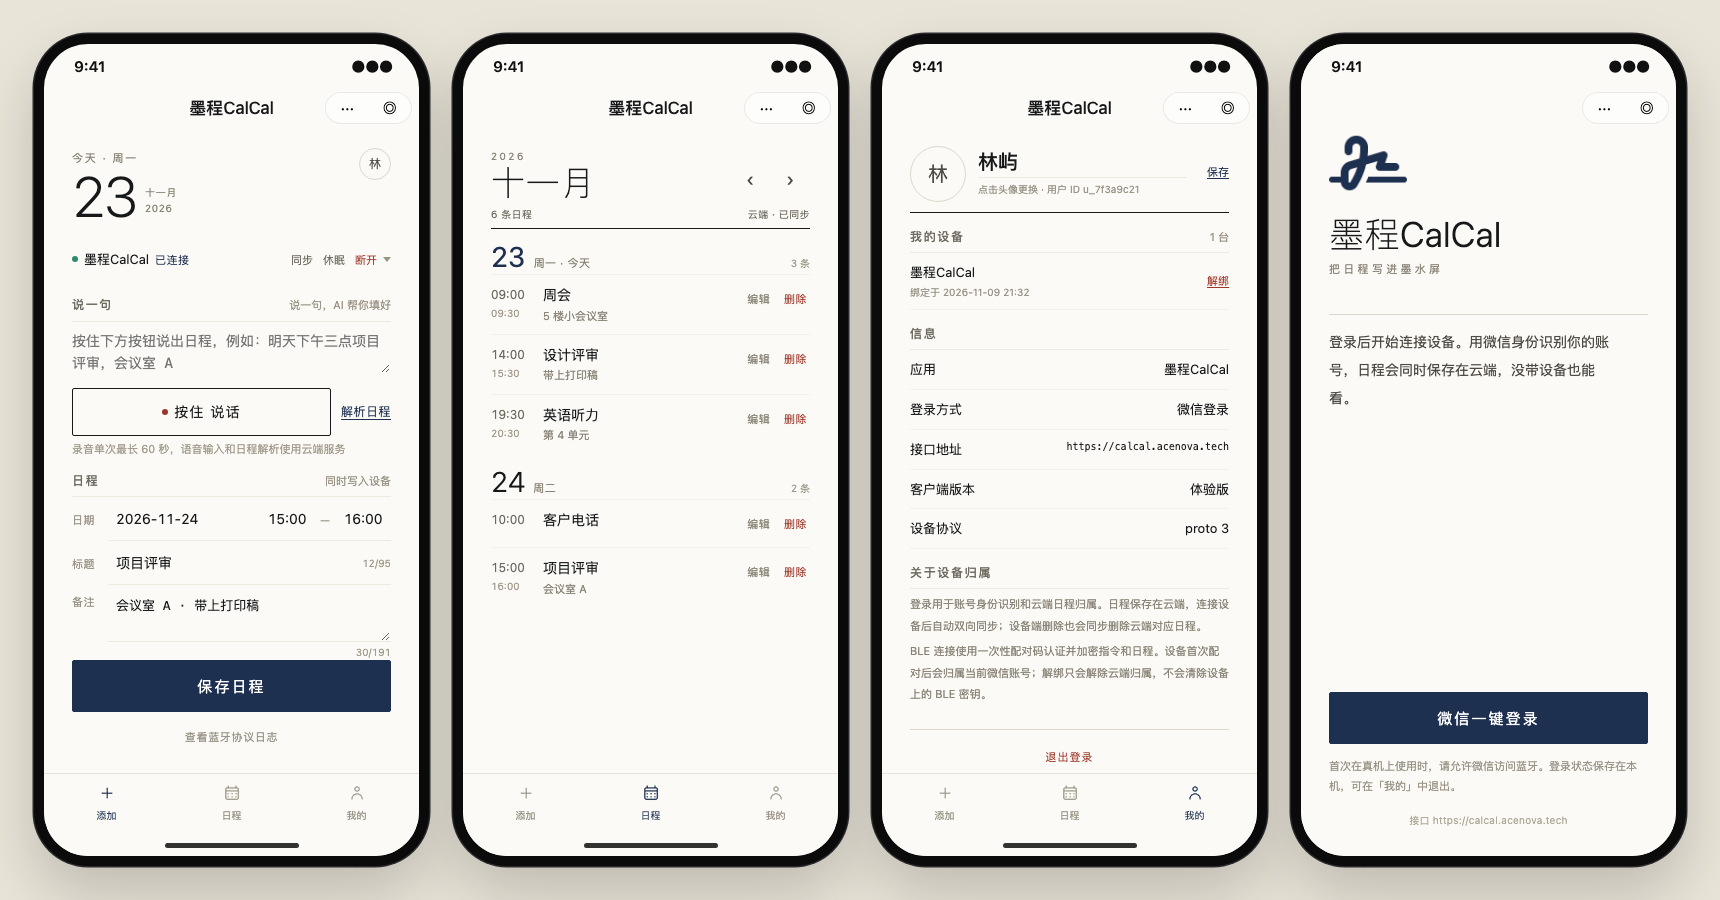 9:41
墨程CalCal
今天 · 周一
林
23
十一月
2026
墨程CalCal 已连接
同步 休眠 断开
说一句
说一句，AI 帮你填好
按住下方按钮说出日程，例如：明天下午三点项目
评审，会议室 A
按住 说话
解析日程
录音单次最长 60 秒，语音输入和日程解析使用云端服务
日程
同时写入设备
日期 2026-11-24 15:00 — 16:00
标题 项目评审 12/95
备注 会议室 A · 带上打印稿
30/191
保存日程
查看蓝牙协议日志
添加 日程 我的
9:41
墨程CalCal
2026
十一月
6 条日程
云端 · 已同步
23 周一 · 今天 3 条
09:00 周会 编辑 删除
09:30 5 楼小会议室
14:00 设计评审 编辑 删除
15:30 带上打印稿
19:30 英语听力 编辑 删除
20:30 第 4 单元
24 周二 2 条
10:00 客户电话 编辑 删除
15:00 项目评审 编辑 删除
16:00 会议室 A
添加 日程 我的
9:41
墨程CalCal
林
林屿
保存
点击头像更换 · 用户 ID u_7f3a9c21
我的设备 1 台
墨程CalCal
绑定于 2026-11-09 21:32
解绑
信息
应用 墨程CalCal
登录方式 微信登录
接口地址 https://calcal.acenova.tech
客户端版本 体验版
设备协议 proto 3
关于设备归属
登录用于账号身份识别和云端日程归属。日程保存在云端，连接设
备后自动双向同步；设备端删除也会同步删除云端对应日程。
BLE 连接使用一次性配对码认证并加密指令和日程。设备首次配
对后会归属当前微信账号；解绑只会解除云端归属，不会清除设备
上的 BLE 密钥。
退出登录
添加 日程 我的
9:41
墨程CalCal
把日程写进墨水屏
登录后开始连接设备。用微信身份识别你的账
号，日程会同时保存在云端，没带设备也能
看。
微信一键登录
首次在真机上使用时，请允许微信访问蓝牙。登录状态保存在本
机，可在「我的」中退出。
接口 https://calcal.acenova.tech